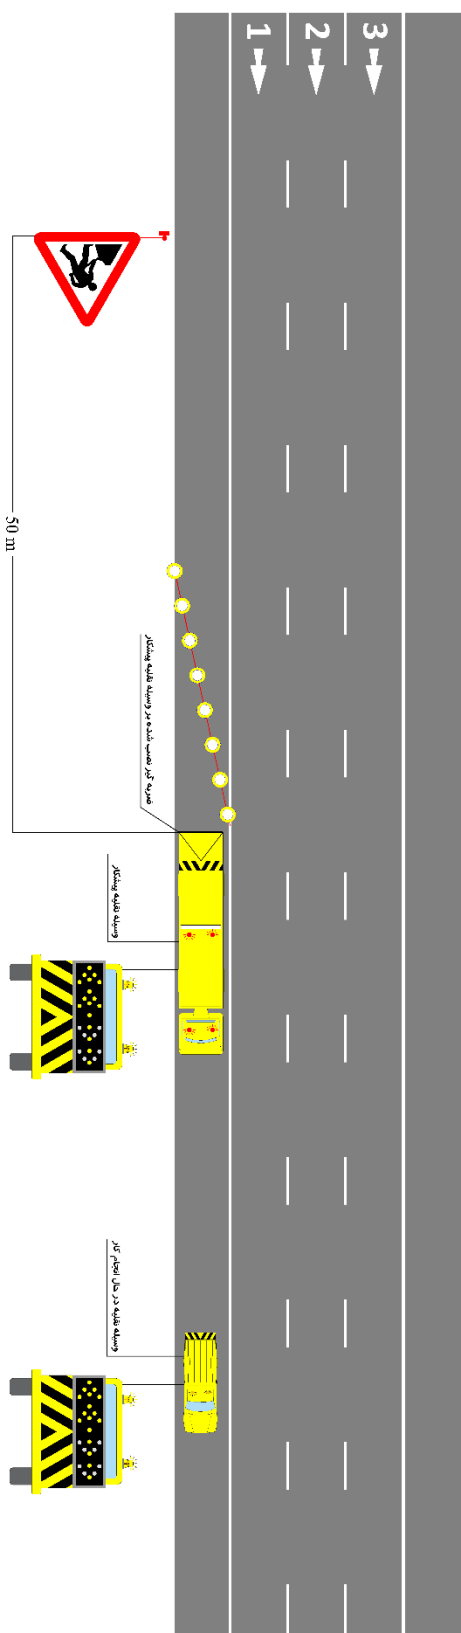 1
2
3
50 m
ضربه گیر نصب شده بر وسیله نقلیه پیشکار
وسیله نقلیه پیشکار
وسیله نقلیه در حال انجام کار